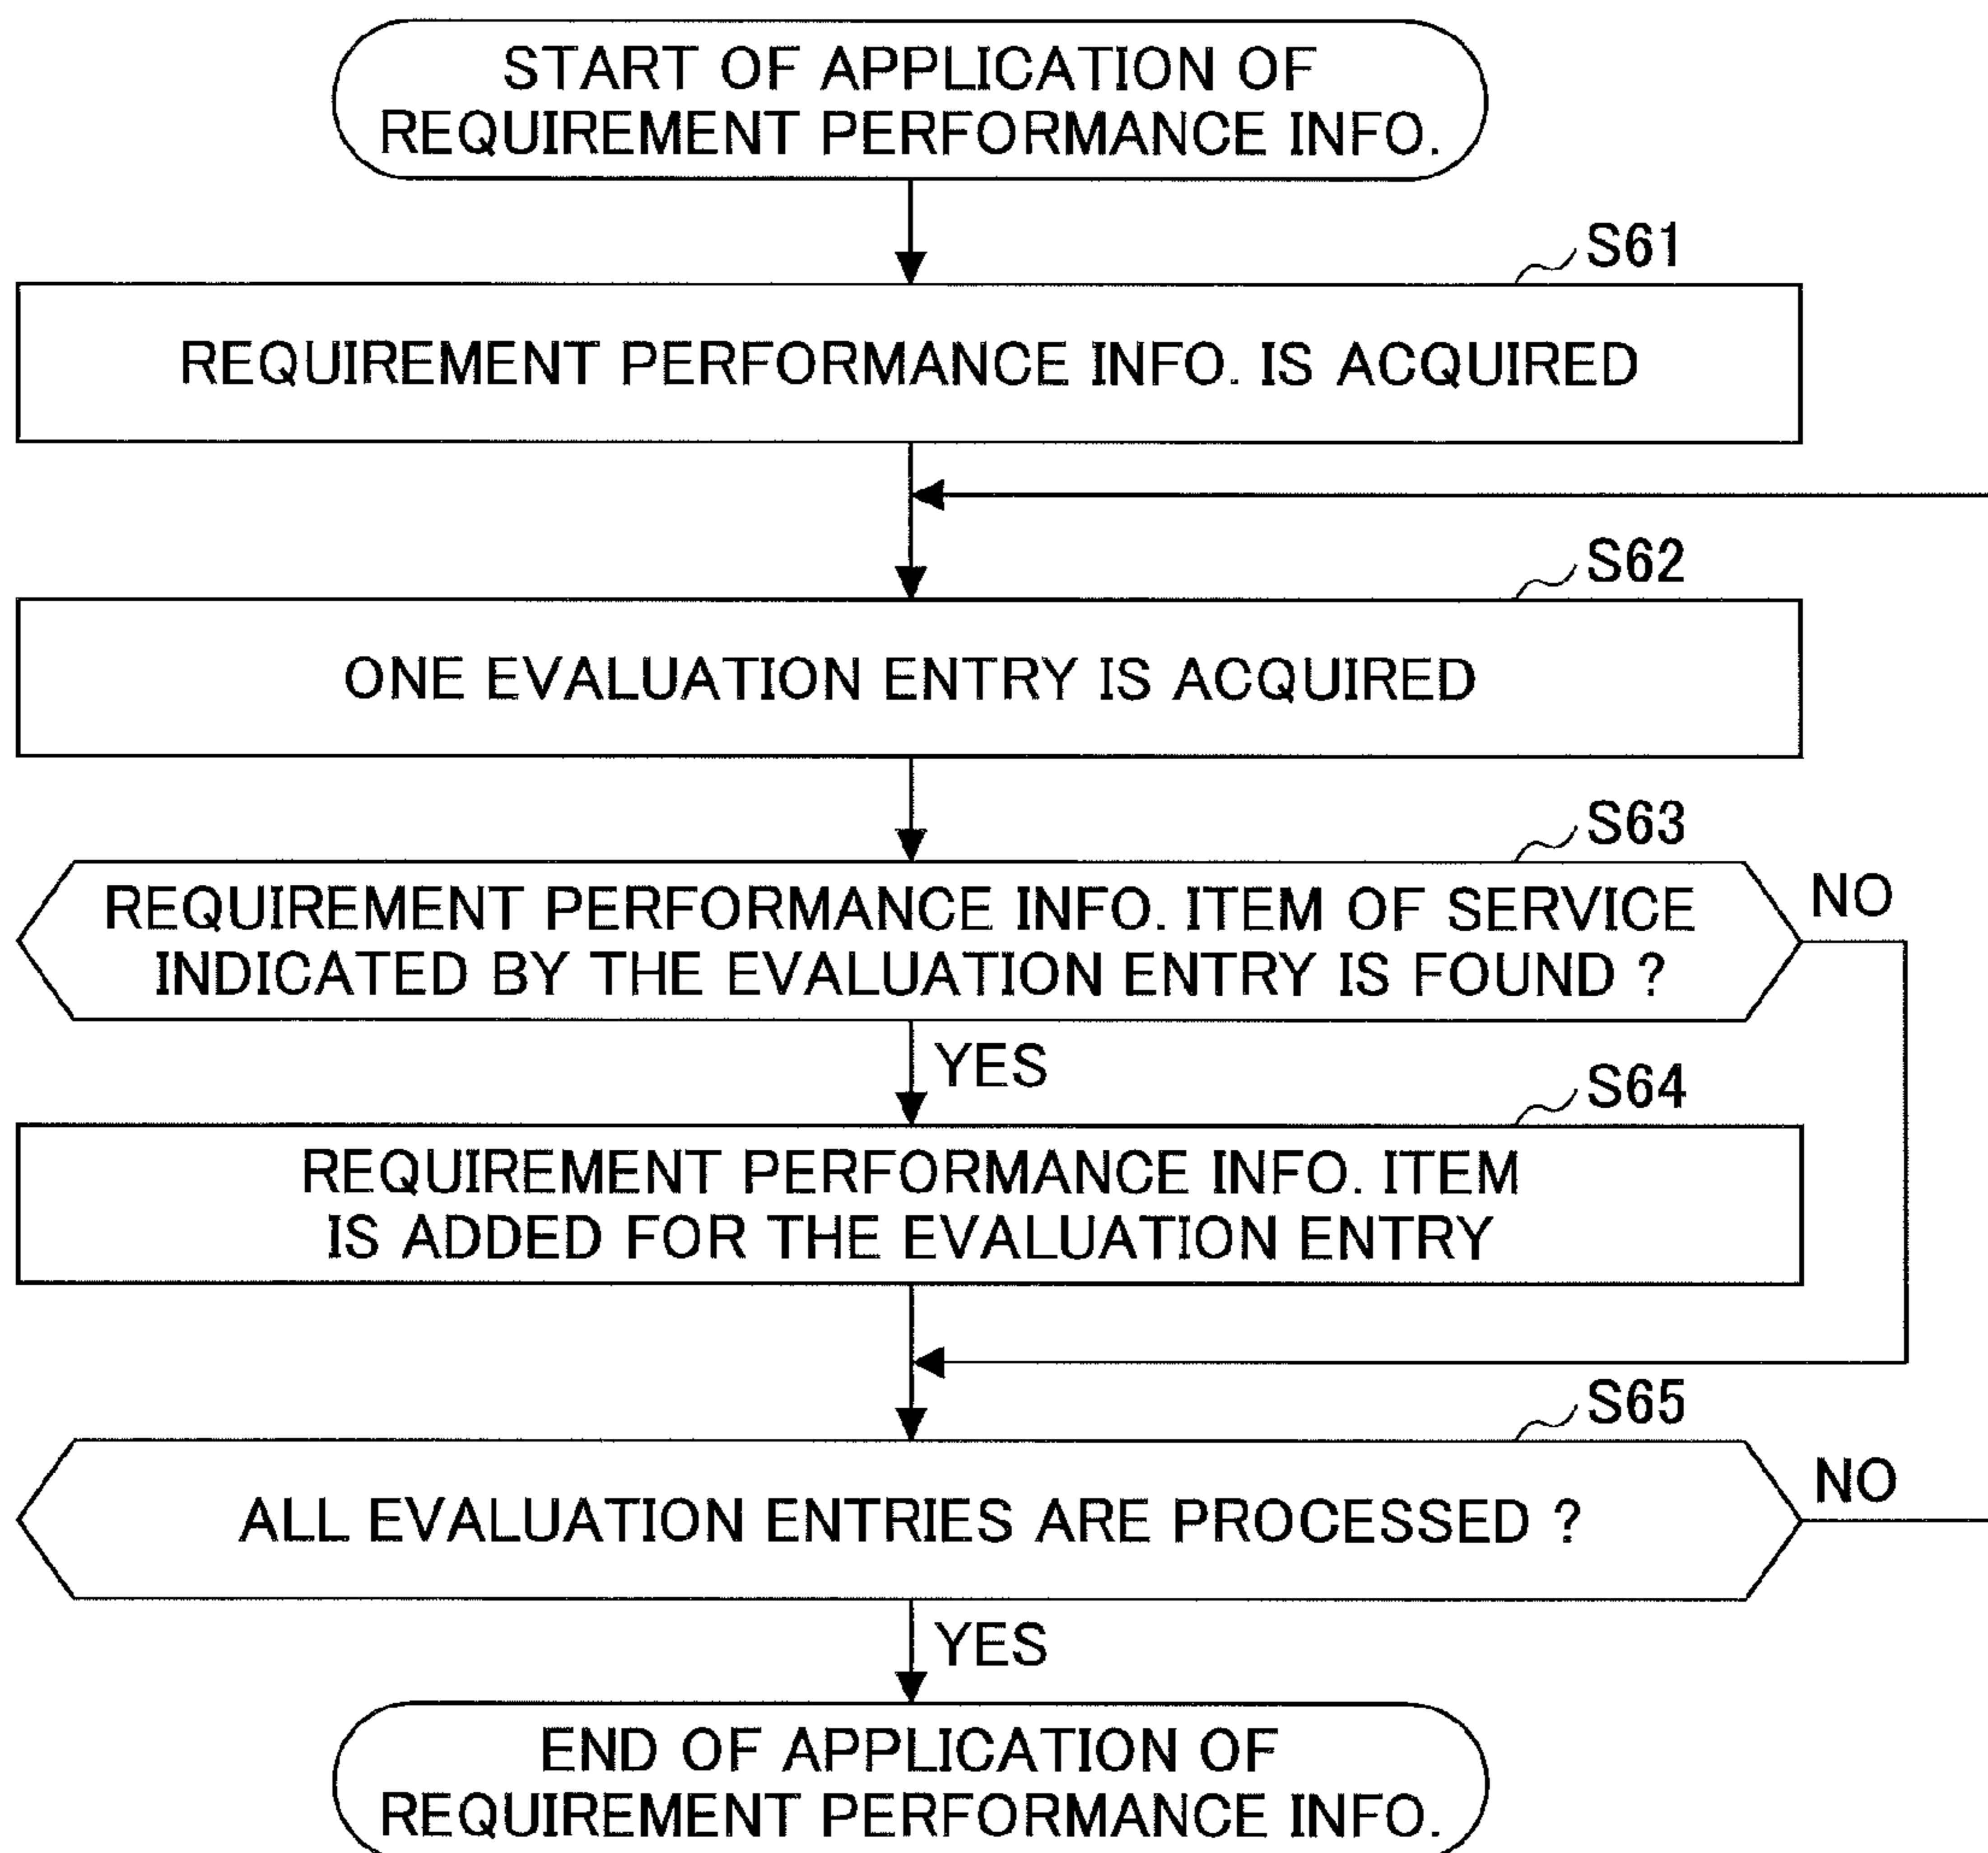 START OF APPLICATION OF
REQUIREMENT PERFORMANCE INFO.
S61
REQUIREMENT PERFORMANCE INFO. IS ACQUIRED
S62
ONE EVALUATION ENTRY IS ACQUIRED
S63
REQUIREMENT PERFORMANCE INFO. ITEM OF SERVICE
INDICATED BY THE EVALUATION ENTRY IS FOUND ?
NO
YES
S64
REQUIREMENT PERFORMANCE INFO. ITEM
IS ADDED FOR THE EVALUATION ENTRY
S65
ALL EVALUATION ENTRIES ARE PROCESSED ?
NO
YES
END OF APPLICATION OF
REQUIREMENT PERFORMANCE INFO.